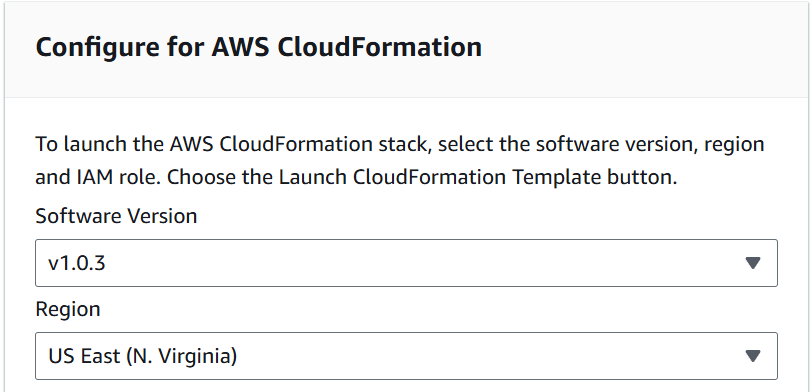 Configure for AWS CloudFormation
To launch the AWS CloudFormation stack, select the software version, region
and IAM role. Choose the Launch CloudFormation Template button.
Software Version
v1.0.3
Region
US East (N. Virginia)